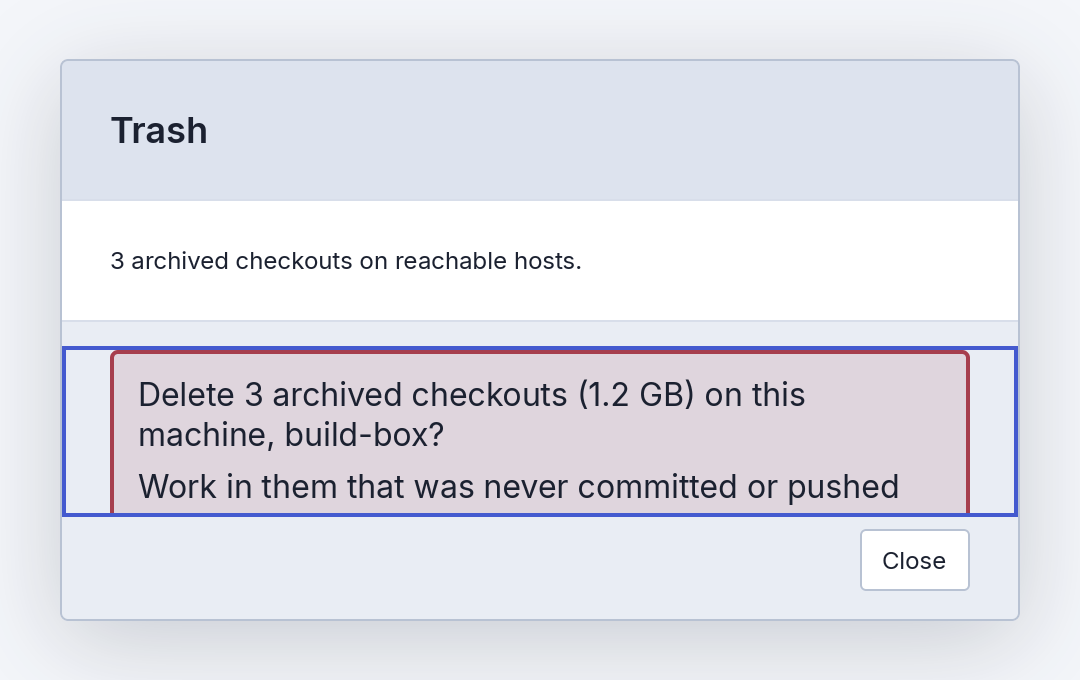 Trash
3 archived checkouts on reachable hosts.
Delete 3 archived checkouts (1.2 GB) on this
machine, build-box?
Work in them that was never committed or pushed
Close